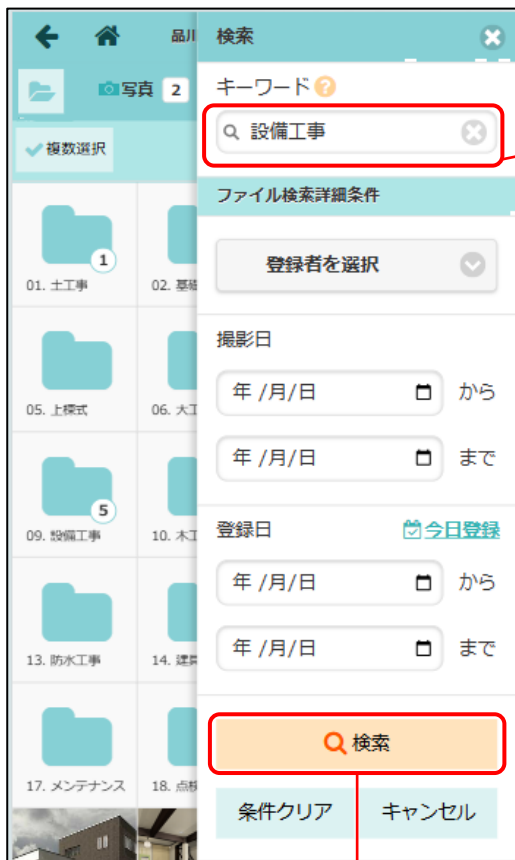 品川
検索
写真 2
キーワード
複数選択
設備工事
ファイル検索詳細条件
1
登録者を選択
01. 土工事
02. 基礎
撮影日
年 /月/日 から
05. 上棟式
06. 大工
年 /月/日 まで
5
09. 設備工事
10. 木工
登録日
今日登録
年 /月/日 から
年 /月/日 まで
13. 防水工事
14. 建具
検索
17. メンテナンス
18. 点検
条件クリア
キャンセル